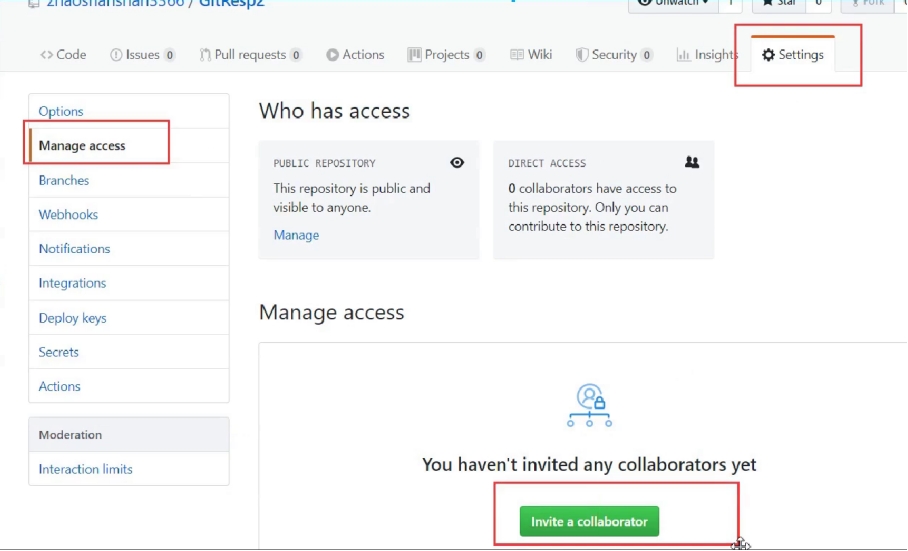 zhaoshanshan3366 / GitResp2
Unwatch 1 Star 0 Fork
Code Issues 0 Pull requests 0 Actions Projects 0 Wiki Security 0 Insights Settings
Options
Manage access
Branches
Webhooks
Notifications
Integrations
Deploy keys
Secrets
Actions
Moderation
Interaction limits
Who has access
PUBLIC REPOSITORY
This repository is public and
visible to anyone.
Manage
DIRECT ACCESS
0 collaborators have access to
this repository. Only you can
contribute to this repository.
Manage access
You haven't invited any collaborators yet
Invite a collaborator